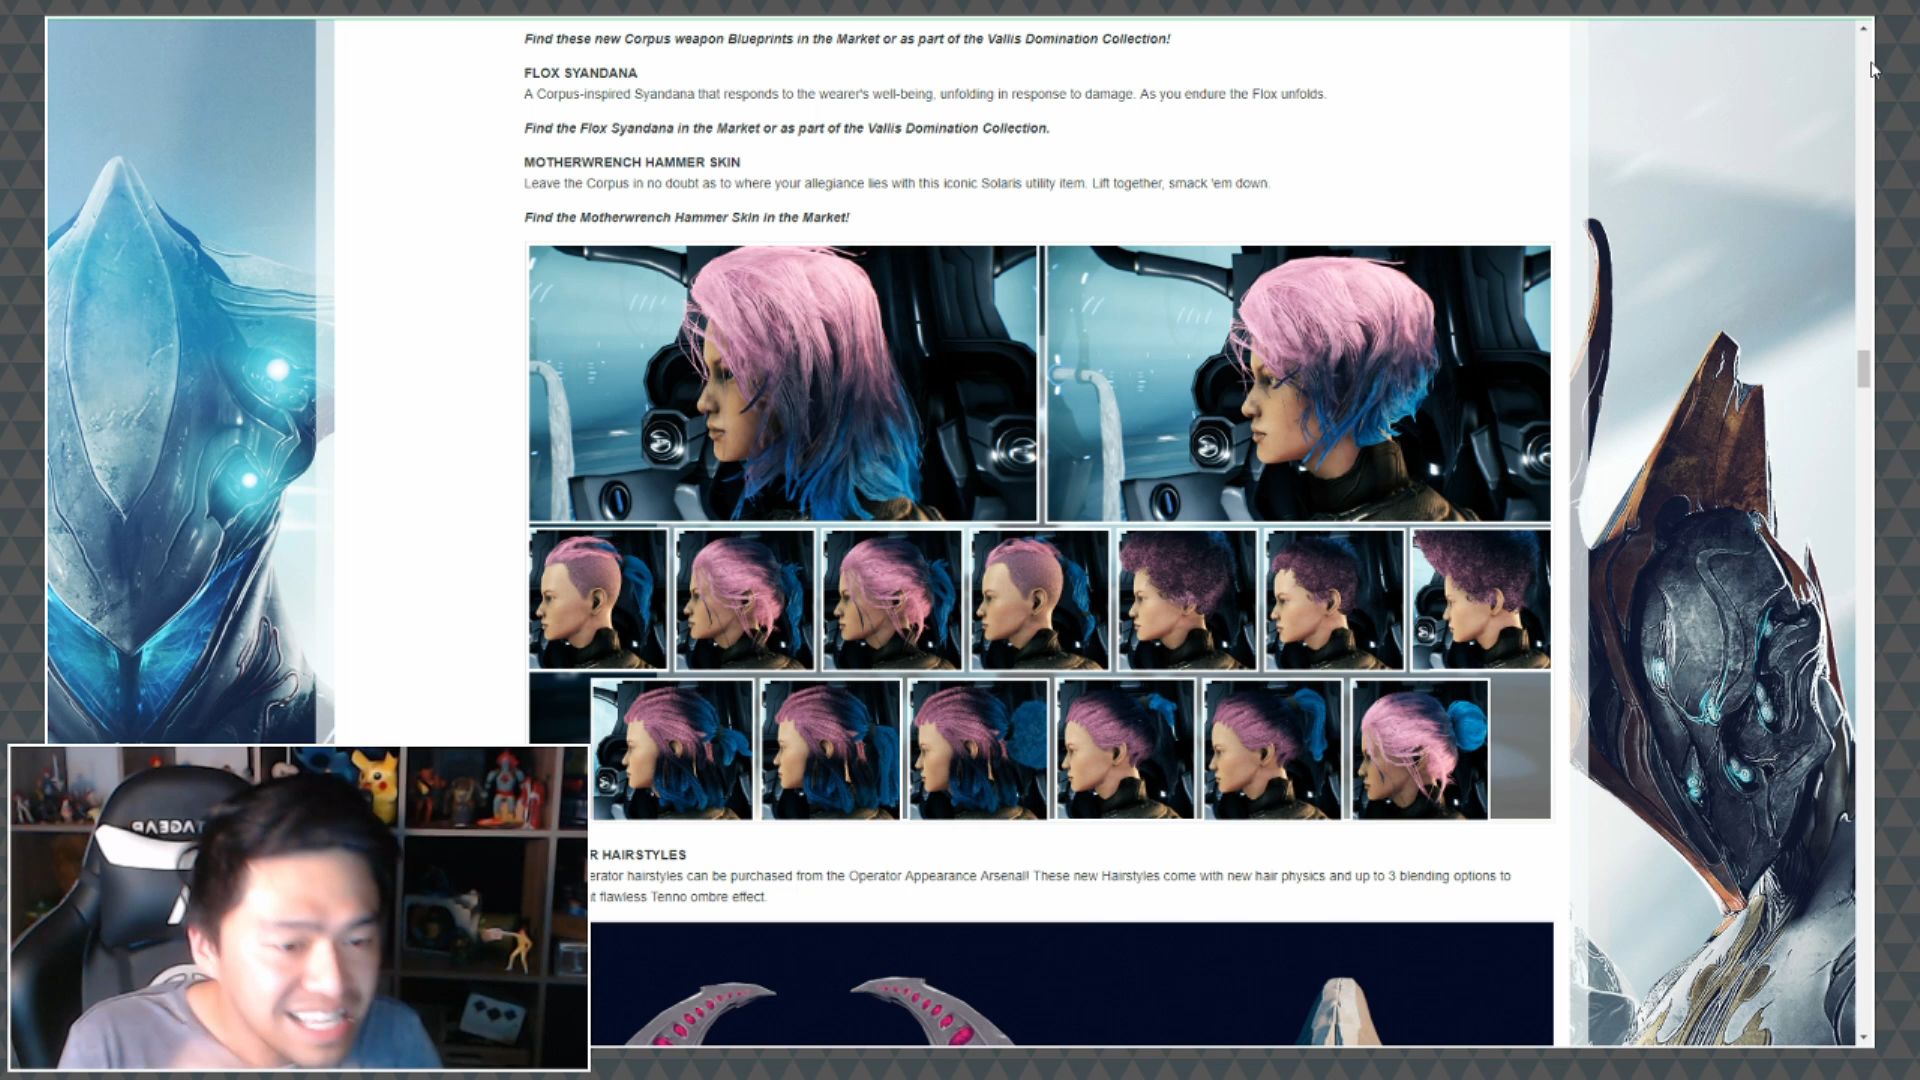 Find these new Corpus weapon Blueprints in the Market or as part of the Vallis Domination Collection!
FLOX SYANDANA
A Corpus-inspired Syandana that responds to the wearer's well-being, unfolding in response to damage. As you endure the Flox unfolds.
Find the Flox Syandana in the Market or as part of the Vallis Domination Collection.
MOTHERWRENCH HAMMER SKIN
Leave the Corpus in no doubt as to where your allegiance lies with this iconic Solaris utility item. Lift together, smack 'em down.
Find the Motherwrench Hammer Skin in the Market!
R HAIRSTYLES
erator hairstyles can be purchased from the Operator Appearance Arsenal! These new Hairstyles come with new hair physics and up to 3 blending options to
it flawless Tenno ombre effect.